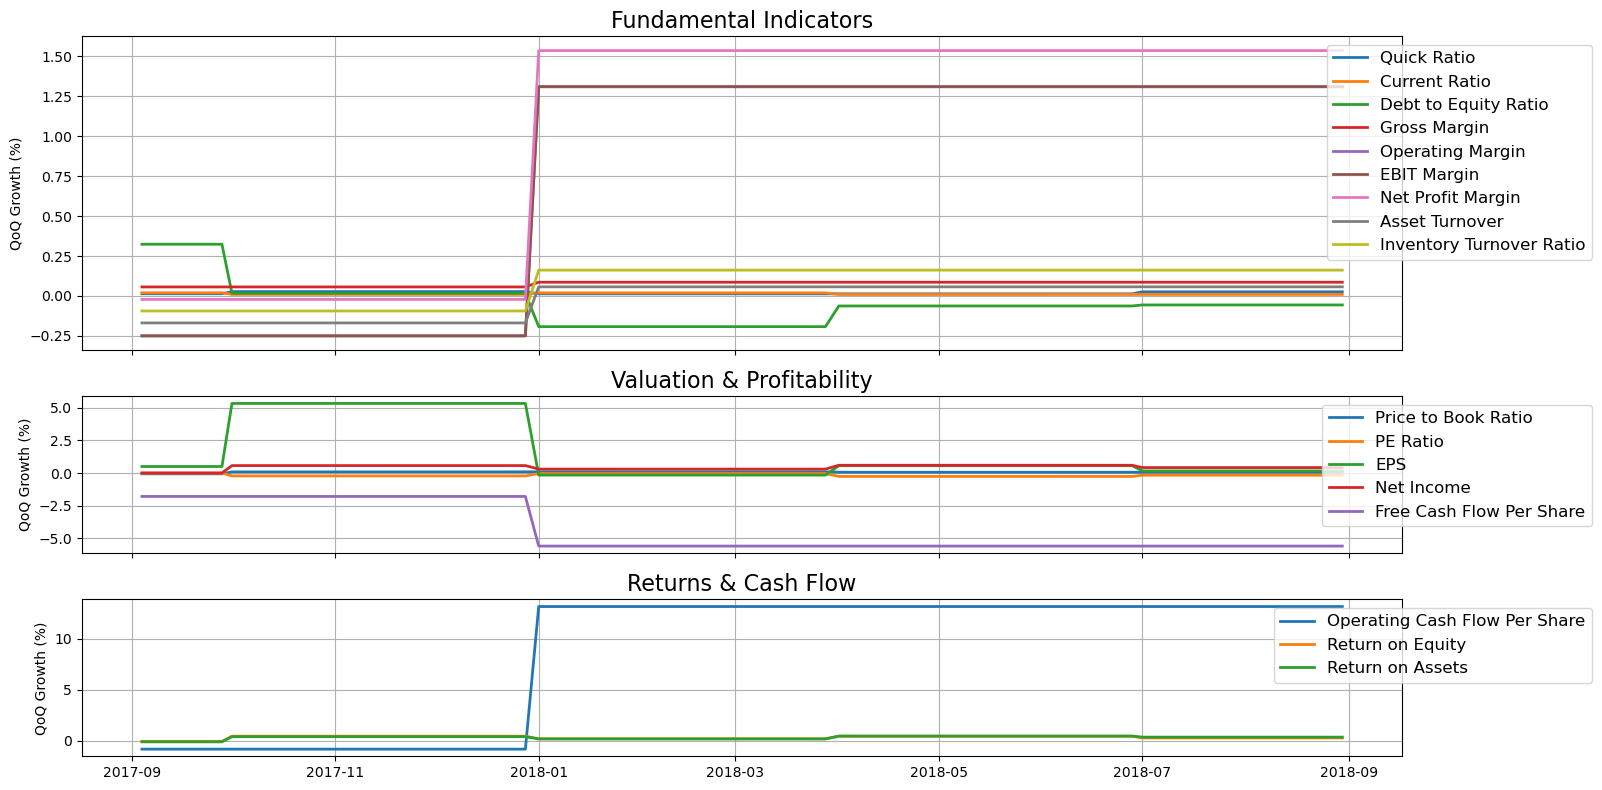 Fundamental Indicators
QoQ Growth (%)
1.50
1.25
1.00
0.75
0.50
0.25
0.00
−0.25
Quick Ratio
Current Ratio
Debt to Equity Ratio
Gross Margin
Operating Margin
EBIT Margin
Net Profit Margin
Asset Turnover
Inventory Turnover Ratio
Valuation & Profitability
QoQ Growth (%)
5.0
2.5
0.0
−2.5
−5.0
Price to Book Ratio
PE Ratio
EPS
Net Income
Free Cash Flow Per Share
Returns & Cash Flow
QoQ Growth (%)
10
5
0
Operating Cash Flow Per Share
Return on Equity
Return on Assets
2017-09 2017-11 2018-01 2018-03 2018-05 2018-07 2018-09